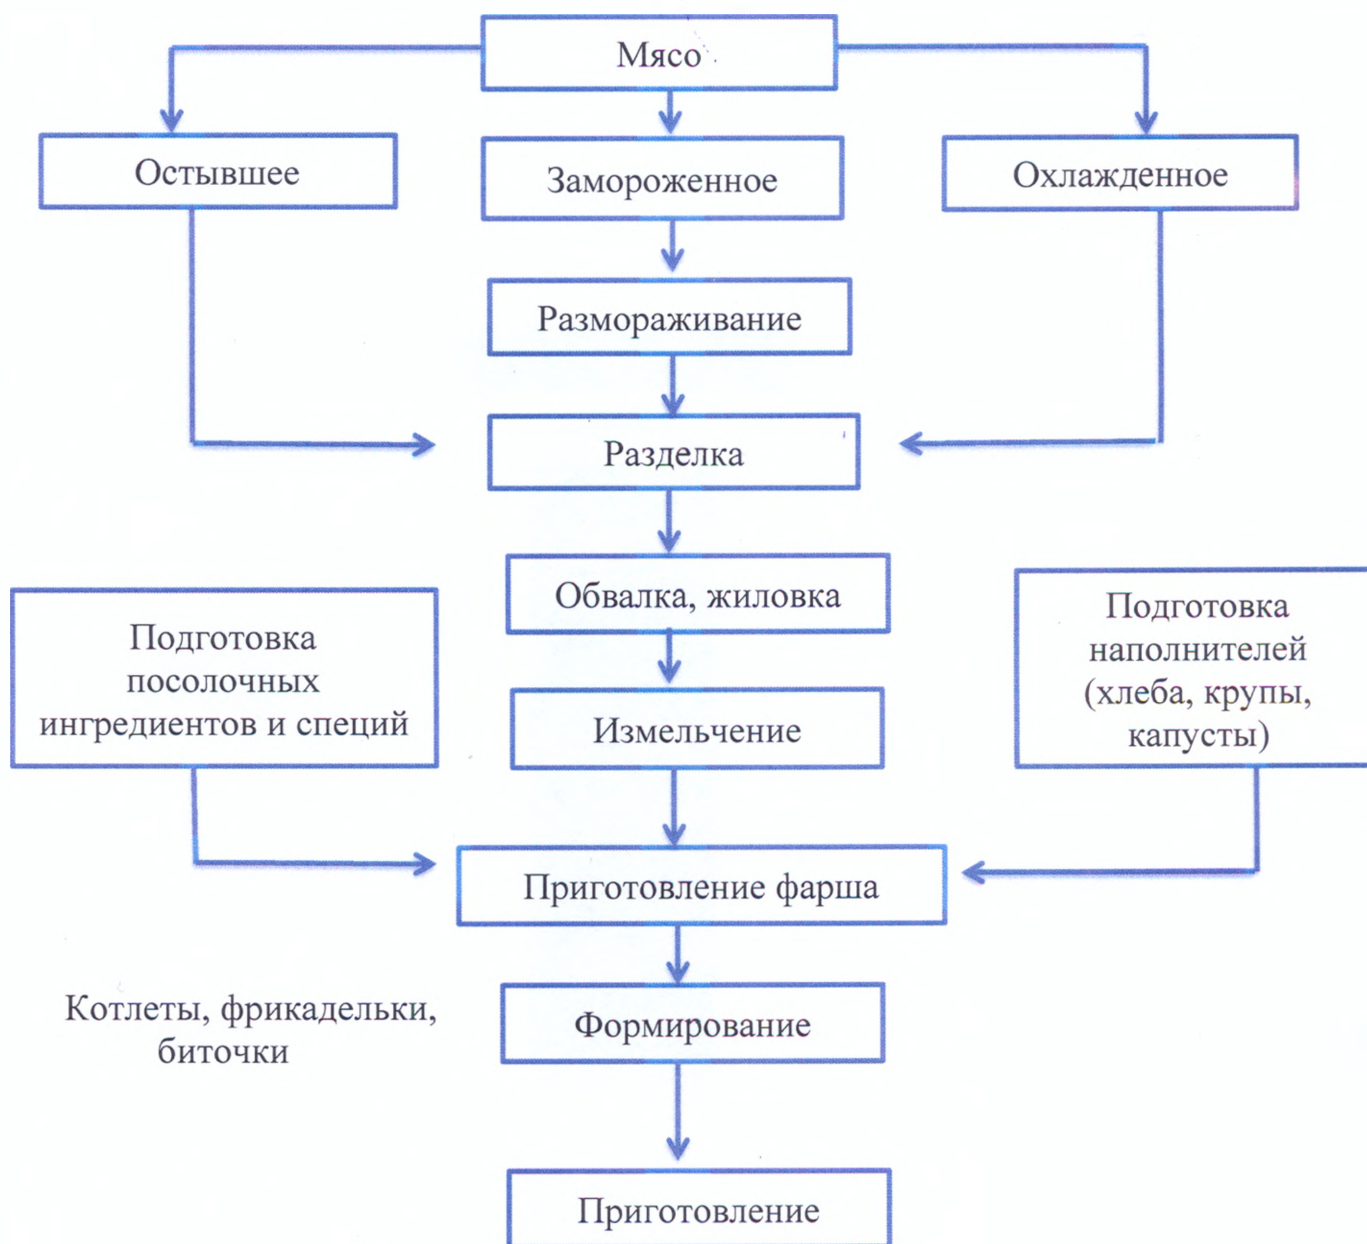 Мясо
Остывшее
Замороженное
Охлажденное
Размораживание
Разделка
Обвалка, жиловка
Подготовка
посолочных
ингредиентов и специй
Подготовка
наполнителей
(хлеба, крупы,
капусты)
Измельчение
Приготовление фарша
Котлеты, фрикадельки,
биточки
Формирование
Приготовление